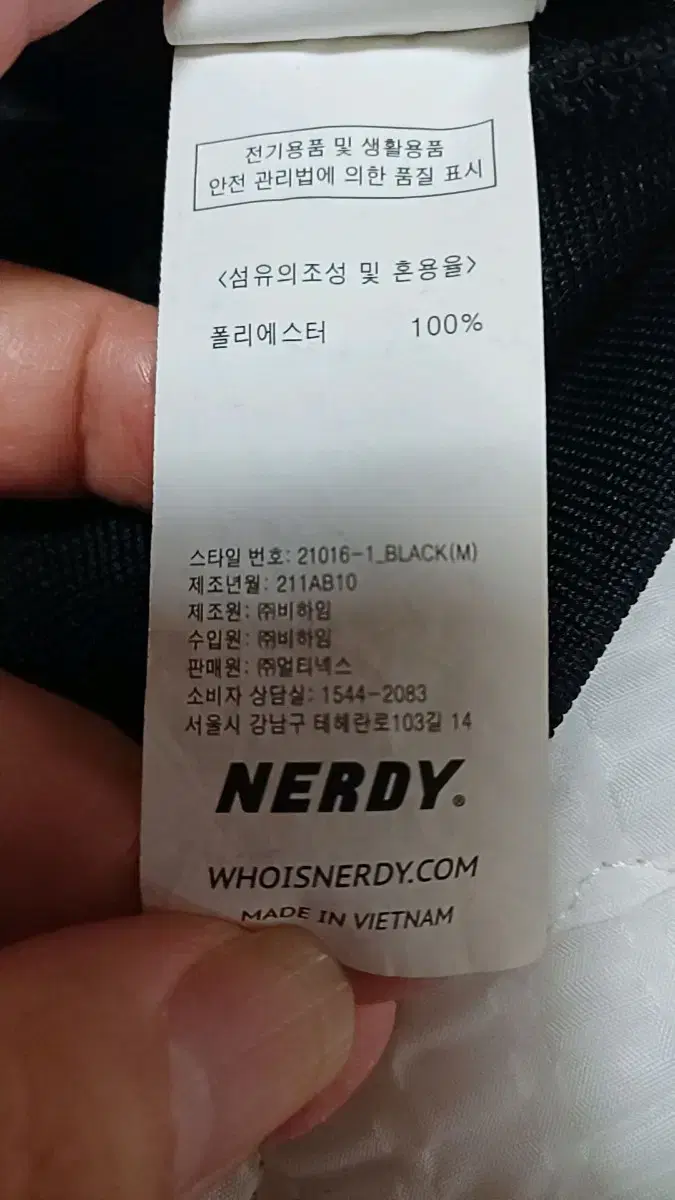 전기용품 및 생활용품
안전 관리법에 의한 품질 표시
<섬유의조성 및 혼용율>
폴리에스터 100%
스타일 번호: 21016-1_BLACK(M)
제조년월: 211AB10
제조원: ㈜비하임
수입원: ㈜비하임
판매원: ㈜얼티넥스
소비자 상담실: 1544-2083
서울시 강남구 테헤란로103길 14
NERDY®
WHOISNERDY.COM
MADE IN VIETNAM